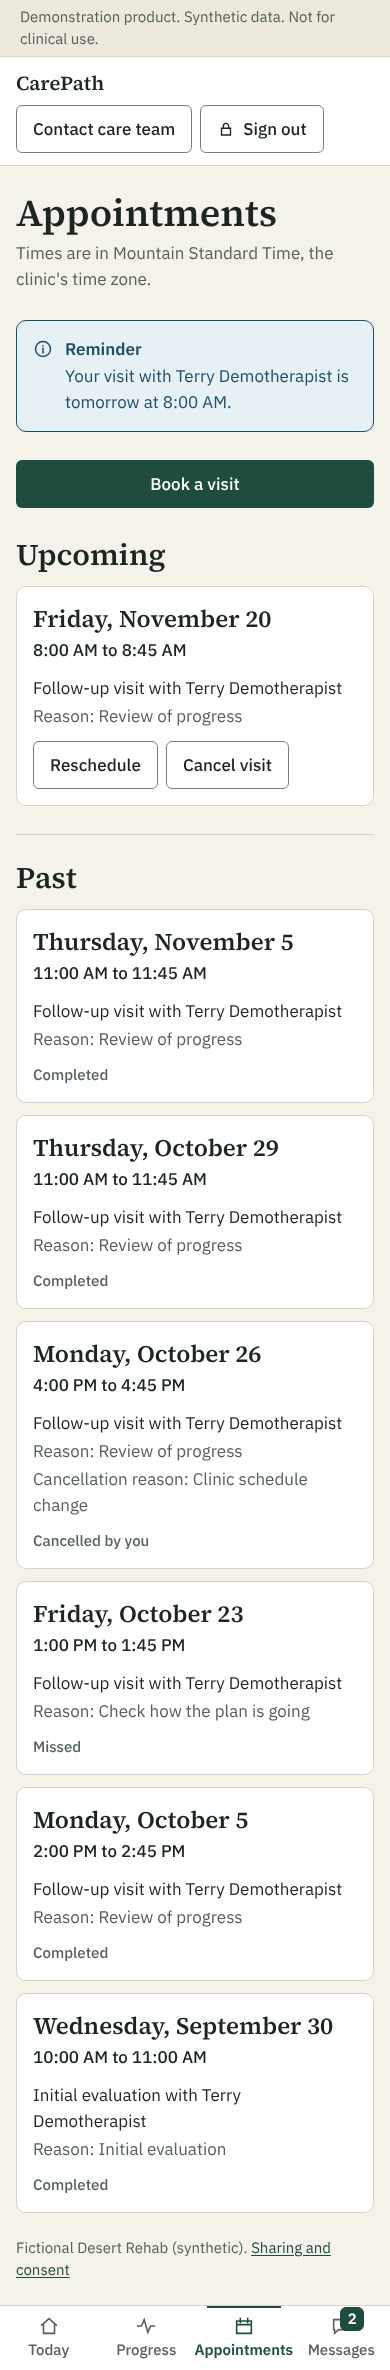 Demonstration product. Synthetic data. Not for
clinical use.
CarePath
Contact care team
Sign out
Appointments
Times are in Mountain Standard Time, the
clinic's time zone.
Reminder
Your visit with Terry Demotherapist is
tomorrow at 8:00 AM.
Book a visit
Upcoming
Friday, November 20
8:00 AM to 8:45 AM
Follow-up visit with Terry Demotherapist
Reason: Review of progress
Reschedule
Cancel visit
Past
Thursday, November 5
11:00 AM to 11:45 AM
Follow-up visit with Terry Demotherapist
Reason: Review of progress
Completed
Thursday, October 29
11:00 AM to 11:45 AM
Follow-up visit with Terry Demotherapist
Reason: Review of progress
Completed
Monday, October 26
4:00 PM to 4:45 PM
Follow-up visit with Terry Demotherapist
Reason: Review of progress
Cancellation reason: Clinic schedule
change
Cancelled by you
Friday, October 23
1:00 PM to 1:45 PM
Follow-up visit with Terry Demotherapist
Reason: Check how the plan is going
Missed
Monday, October 5
2:00 PM to 2:45 PM
Follow-up visit with Terry Demotherapist
Reason: Review of progress
Completed
Wednesday, September 30
10:00 AM to 11:00 AM
Initial evaluation with Terry
Demotherapist
Reason: Initial evaluation
Completed
Fictional Desert Rehab (synthetic). Sharing and
consent
2
Today
Progress
Appointments
Messages